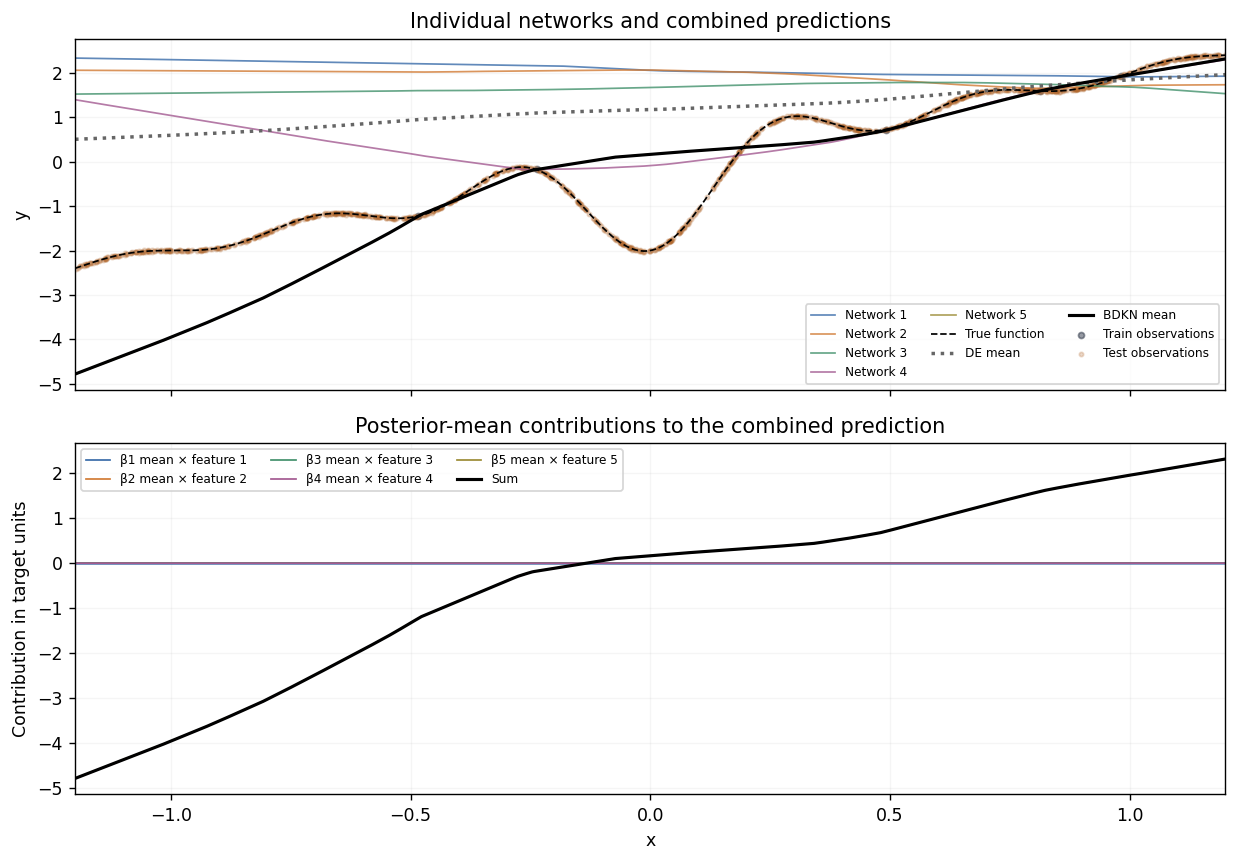 Individual networks and combined predictions
2
1
0
−1
−2
−3
−4
−5
y
Network 1
Network 2
Network 3
Network 4
Network 5
True function
DE mean
BDKN mean
Train observations
Test observations
Posterior-mean contributions to the combined prediction
β1 mean × feature 1
β2 mean × feature 2
β3 mean × feature 3
β4 mean × feature 4
β5 mean × feature 5
Sum
2
1
0
−1
−2
−3
−4
−5
Contribution in target units
−1.0 −0.5 0.0 0.5 1.0
x